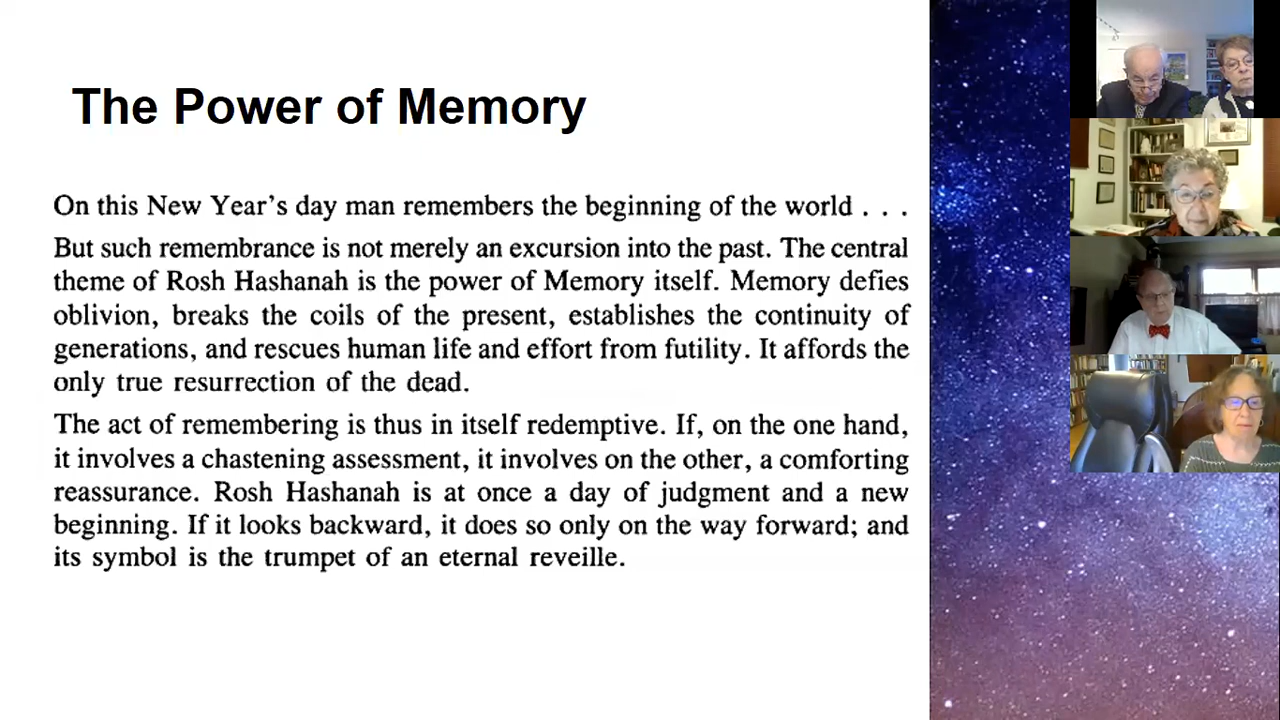 The Power of Memory
On this New Year's day man remembers the beginning of the world . . .
But such remembrance is not merely an excursion into the past. The central
theme of Rosh Hashanah is the power of Memory itself. Memory defies
oblivion, breaks the coils of the present, establishes the continuity of
generations, and rescues human life and effort from futility. It affords the
only true resurrection of the dead.
The act of remembering is thus in itself redemptive. If, on the one hand,
it involves a chastening assessment, it involves on the other, a comforting
reassurance. Rosh Hashanah is at once a day of judgment and a new
beginning. If it looks backward, it does so only on the way forward; and
its symbol is the trumpet of an eternal reveille.